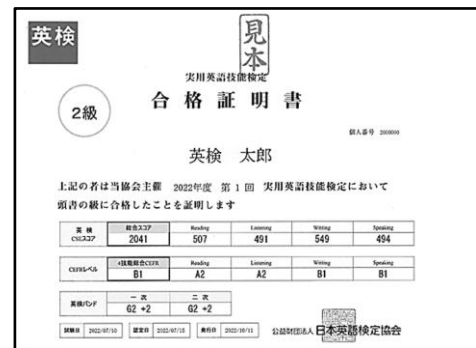 英検
見本
実用英語技能検定
2級
合格証明書
個人番号 2000000
英検 太郎
上記の者は当協会主催 2022年度 第1回 実用英語技能検定において
頭書の級に合格したことを証明します
英検CSEスコア 総合スコア Reading Listening Writing Speaking
2041 507 491 549 494
CEFRレベル 4技能総合CEFR Reading Listening Writing Speaking
B1 A2 A2 B1 B1
英検バンド 一次 二次
G2 +2 G2 +2
試験日 2022/07/10 認定日 2022/07/15 発行日 2022/10/11
公益財団法人 日本英語検定協会